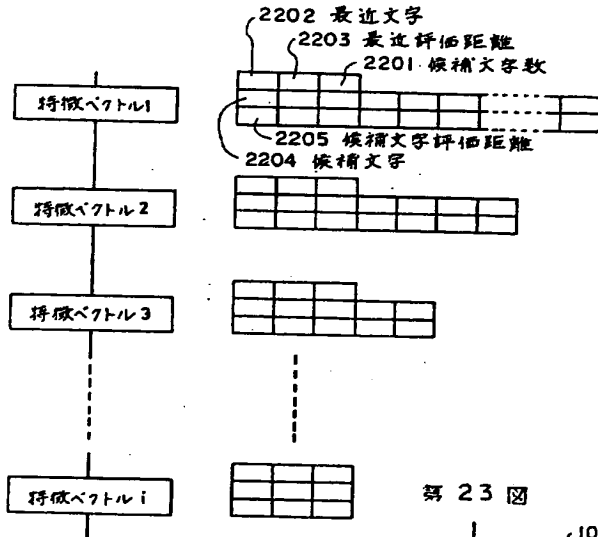 2202 最近文字
2203 最近評価距離
2201 候補文字数
特徴ベクトル1
2205 候補文字評価距離
2204 候補文字
特徴ベクトル2
特徴ベクトル3
特徴ベクトルi
第23図
10